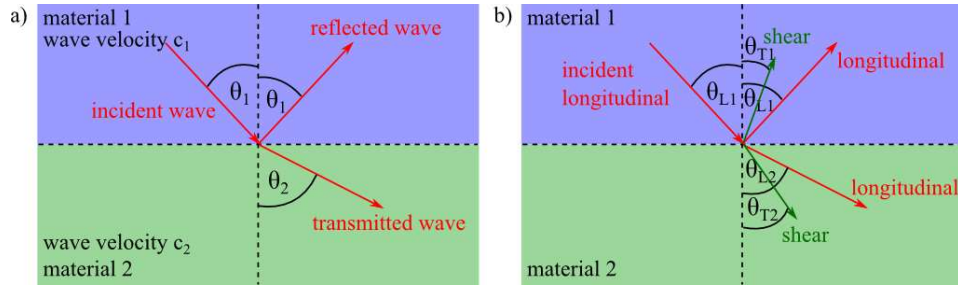 a)
material 1
wave velocity c₁
reflected wave
θ₁
θ₁
incident wave
θ₂
transmitted wave
wave velocity c₂
material 2
b)
material 1
θT1
shear
longitudinal
incident
longitudinal
θL1
θL1
θL2
longitudinal
θT2
shear
material 2